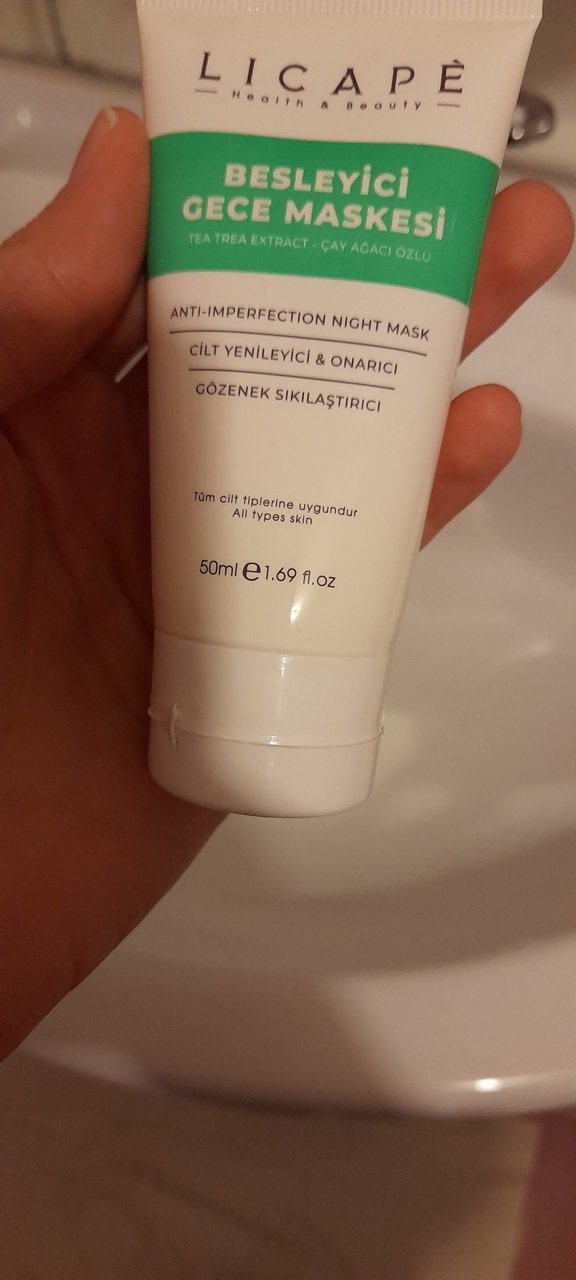 LICAPÈ
Health & Beauty
BESLEYİCİ
GECE MASKESİ
TEA TREA EXTRACT - ÇAY AĞACI ÖZLÜ
ANTI-IMPERFECTION NIGHT MASK
CİLT YENİLEYİCİ & ONARICI
GÖZENEK SIKILAŞTIRICI
Tüm cilt tiplerine uygundur
All types skin
50ml e 1.69 fl.oz